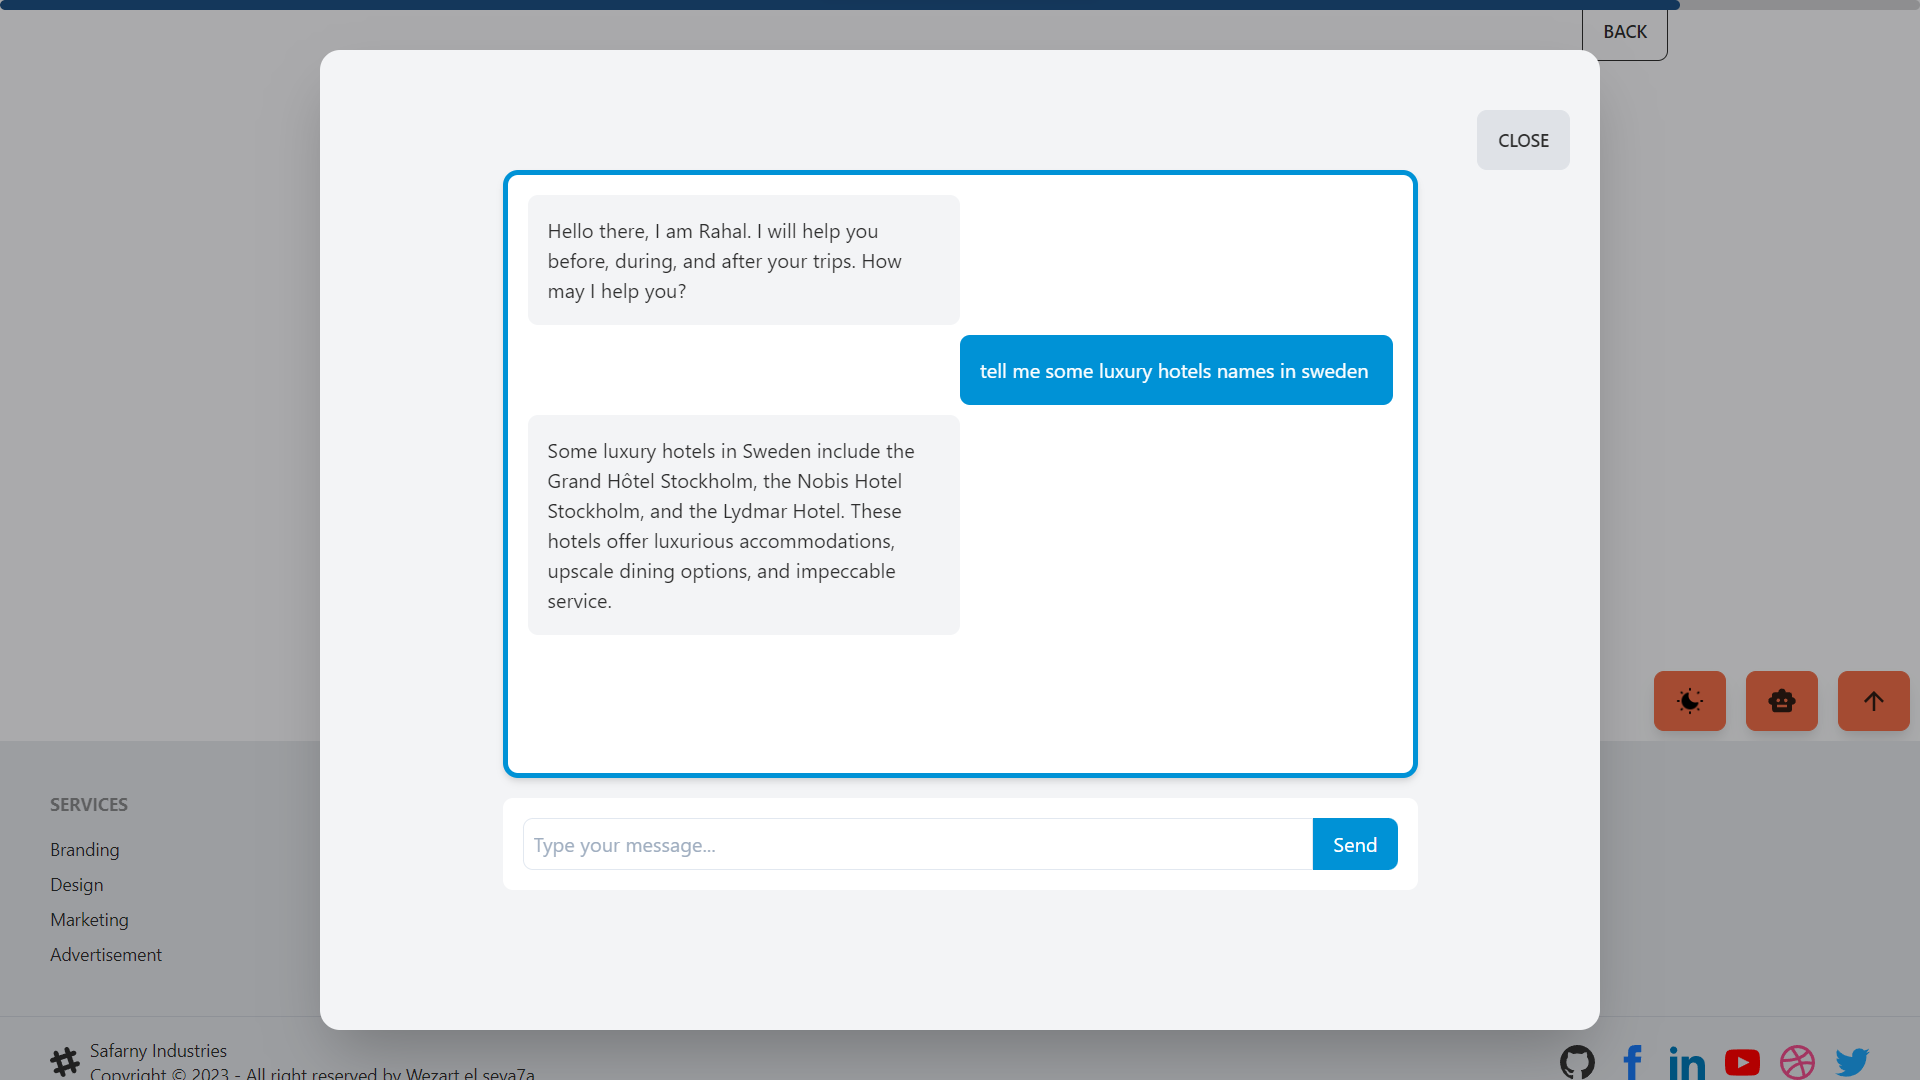 BACK
CLOSE
Hello there, I am Rahal. I will help you
before, during, and after your trips. How
may I help you?
tell me some luxury hotels names in sweden
Some luxury hotels in Sweden include the
Grand Hôtel Stockholm, the Nobis Hotel
Stockholm, and the Lydmar Hotel. These
hotels offer luxurious accommodations,
upscale dining options, and impeccable
service.
Type your message...
Send
SERVICES
Branding
Design
Marketing
Advertisement
Safarny Industries
Copyright © 2023 - All right reserved by Wezart el seya7a